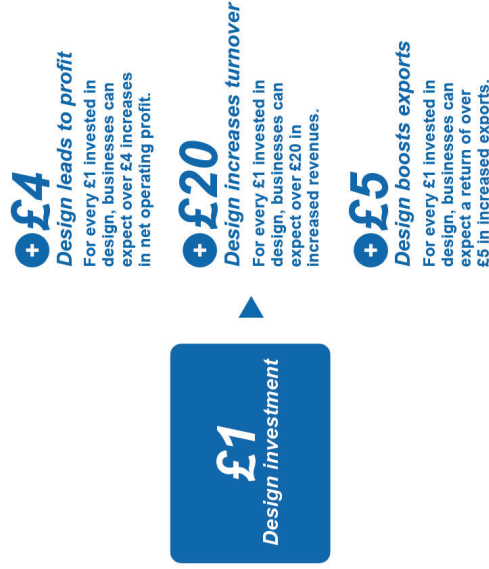 £1
Design investment
+£4
Design leads to profit
For every £1 invested in
design, businesses can
expect over £4 increases
in net operating profit.
+£20
Design increases turnover
For every £1 invested in
design, businesses can
expect over £20 in
increased revenues.
+£5
Design boosts exports
For every £1 invested in
design, businesses can
expect a return of over
£5 in increased exports.